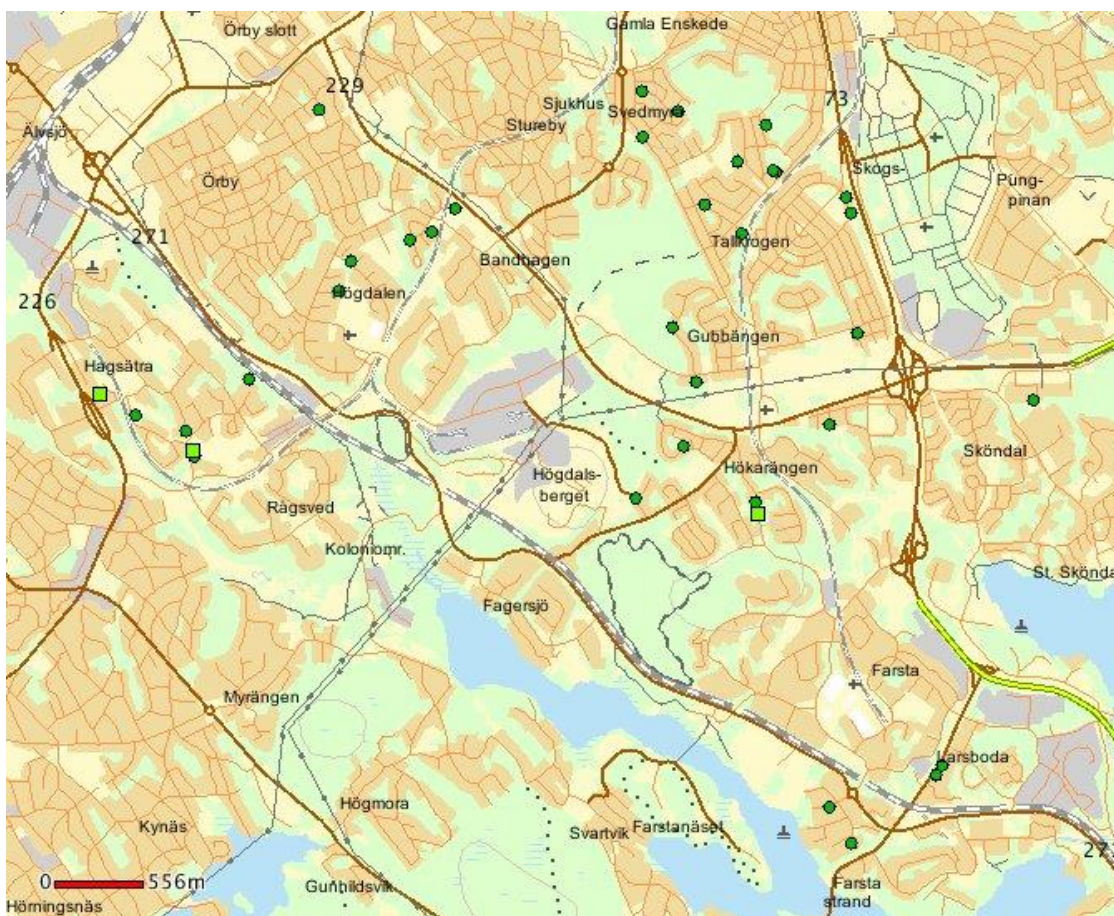 Örby slott
Gamla Enskede
229
Sjukhus
Svedmyra
73
Älvsjö
Stureby
Skogs-
Pung-
pinan
Örby
271
Tallkrogen
Bandhagen
Högdalen
226
Gubbängen
Hagsätra
Sköndal
Högdals-
berget
Hökarängen
Rågsved
Koloniomr.
St. Sköndal
Fagersjö
Farsta
Myrängen
Larsboda
Högmora
Kynäs
Svartvik
Farstanäset
273
0 556m
Gunhildsvik
Farsta
strand
Hörningsnäs